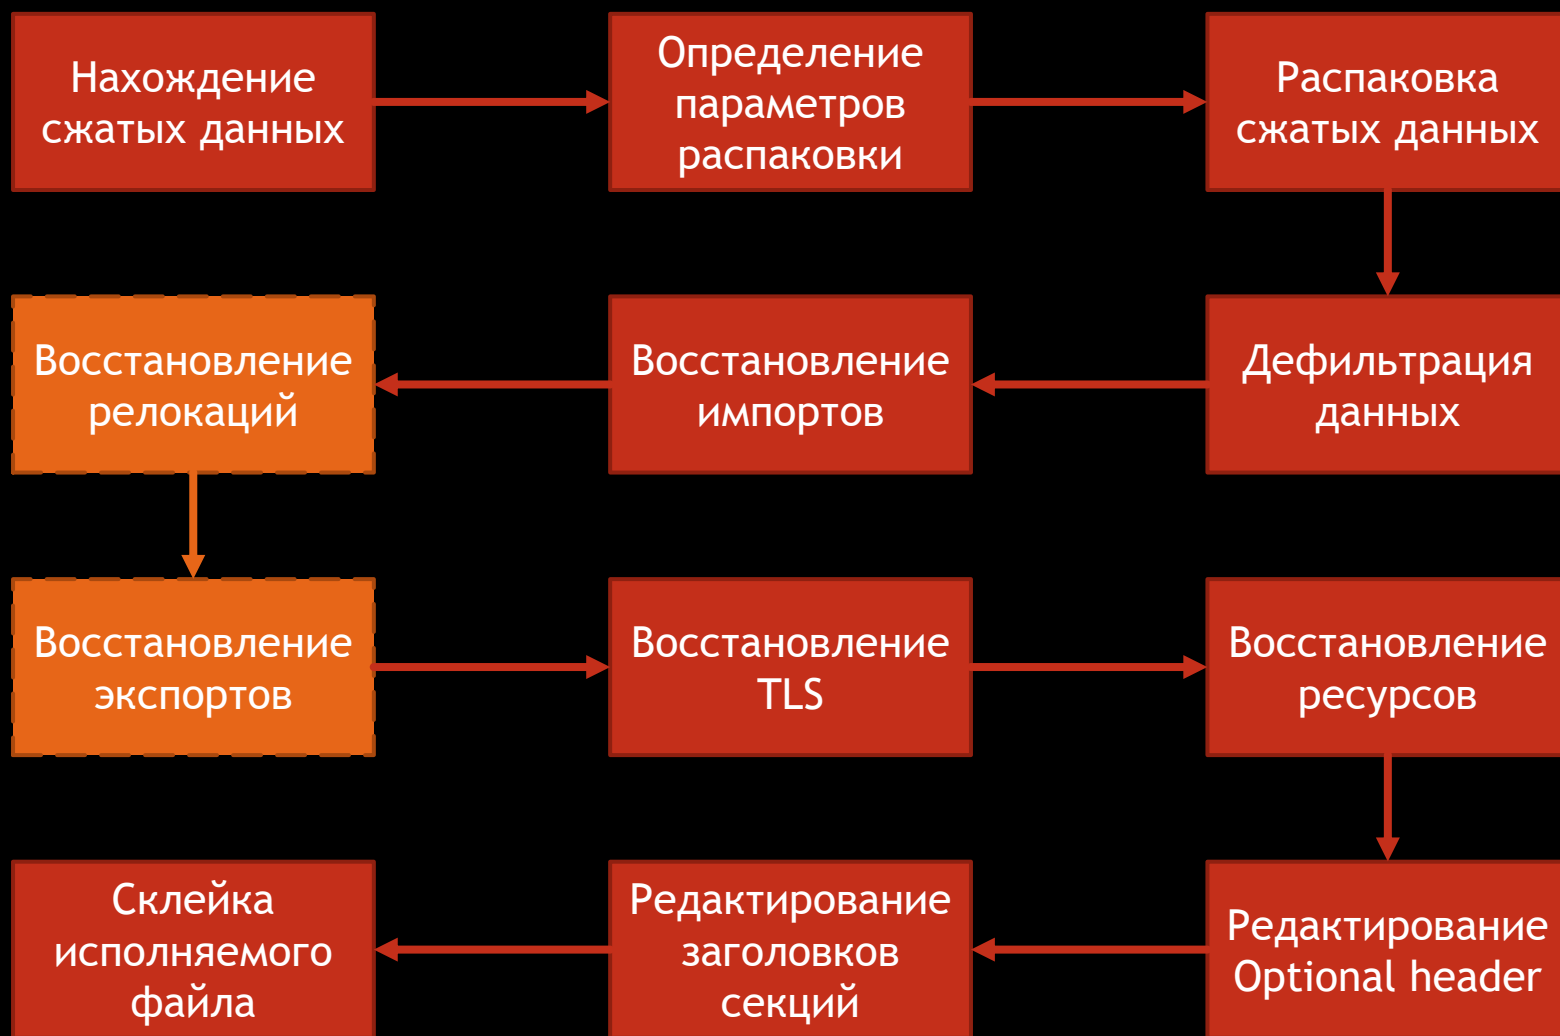 Нахождение
сжатых данных
Определение
параметров
распаковки
Распаковка
сжатых данных
Дефильтрация
данных
Восстановление
импортов
Восстановление
релокаций
Восстановление
экспортов
Восстановление
TLS
Восстановление
ресурсов
Редактирование
Optional header
Редактирование
заголовков
секций
Склейка
исполняемого
файла